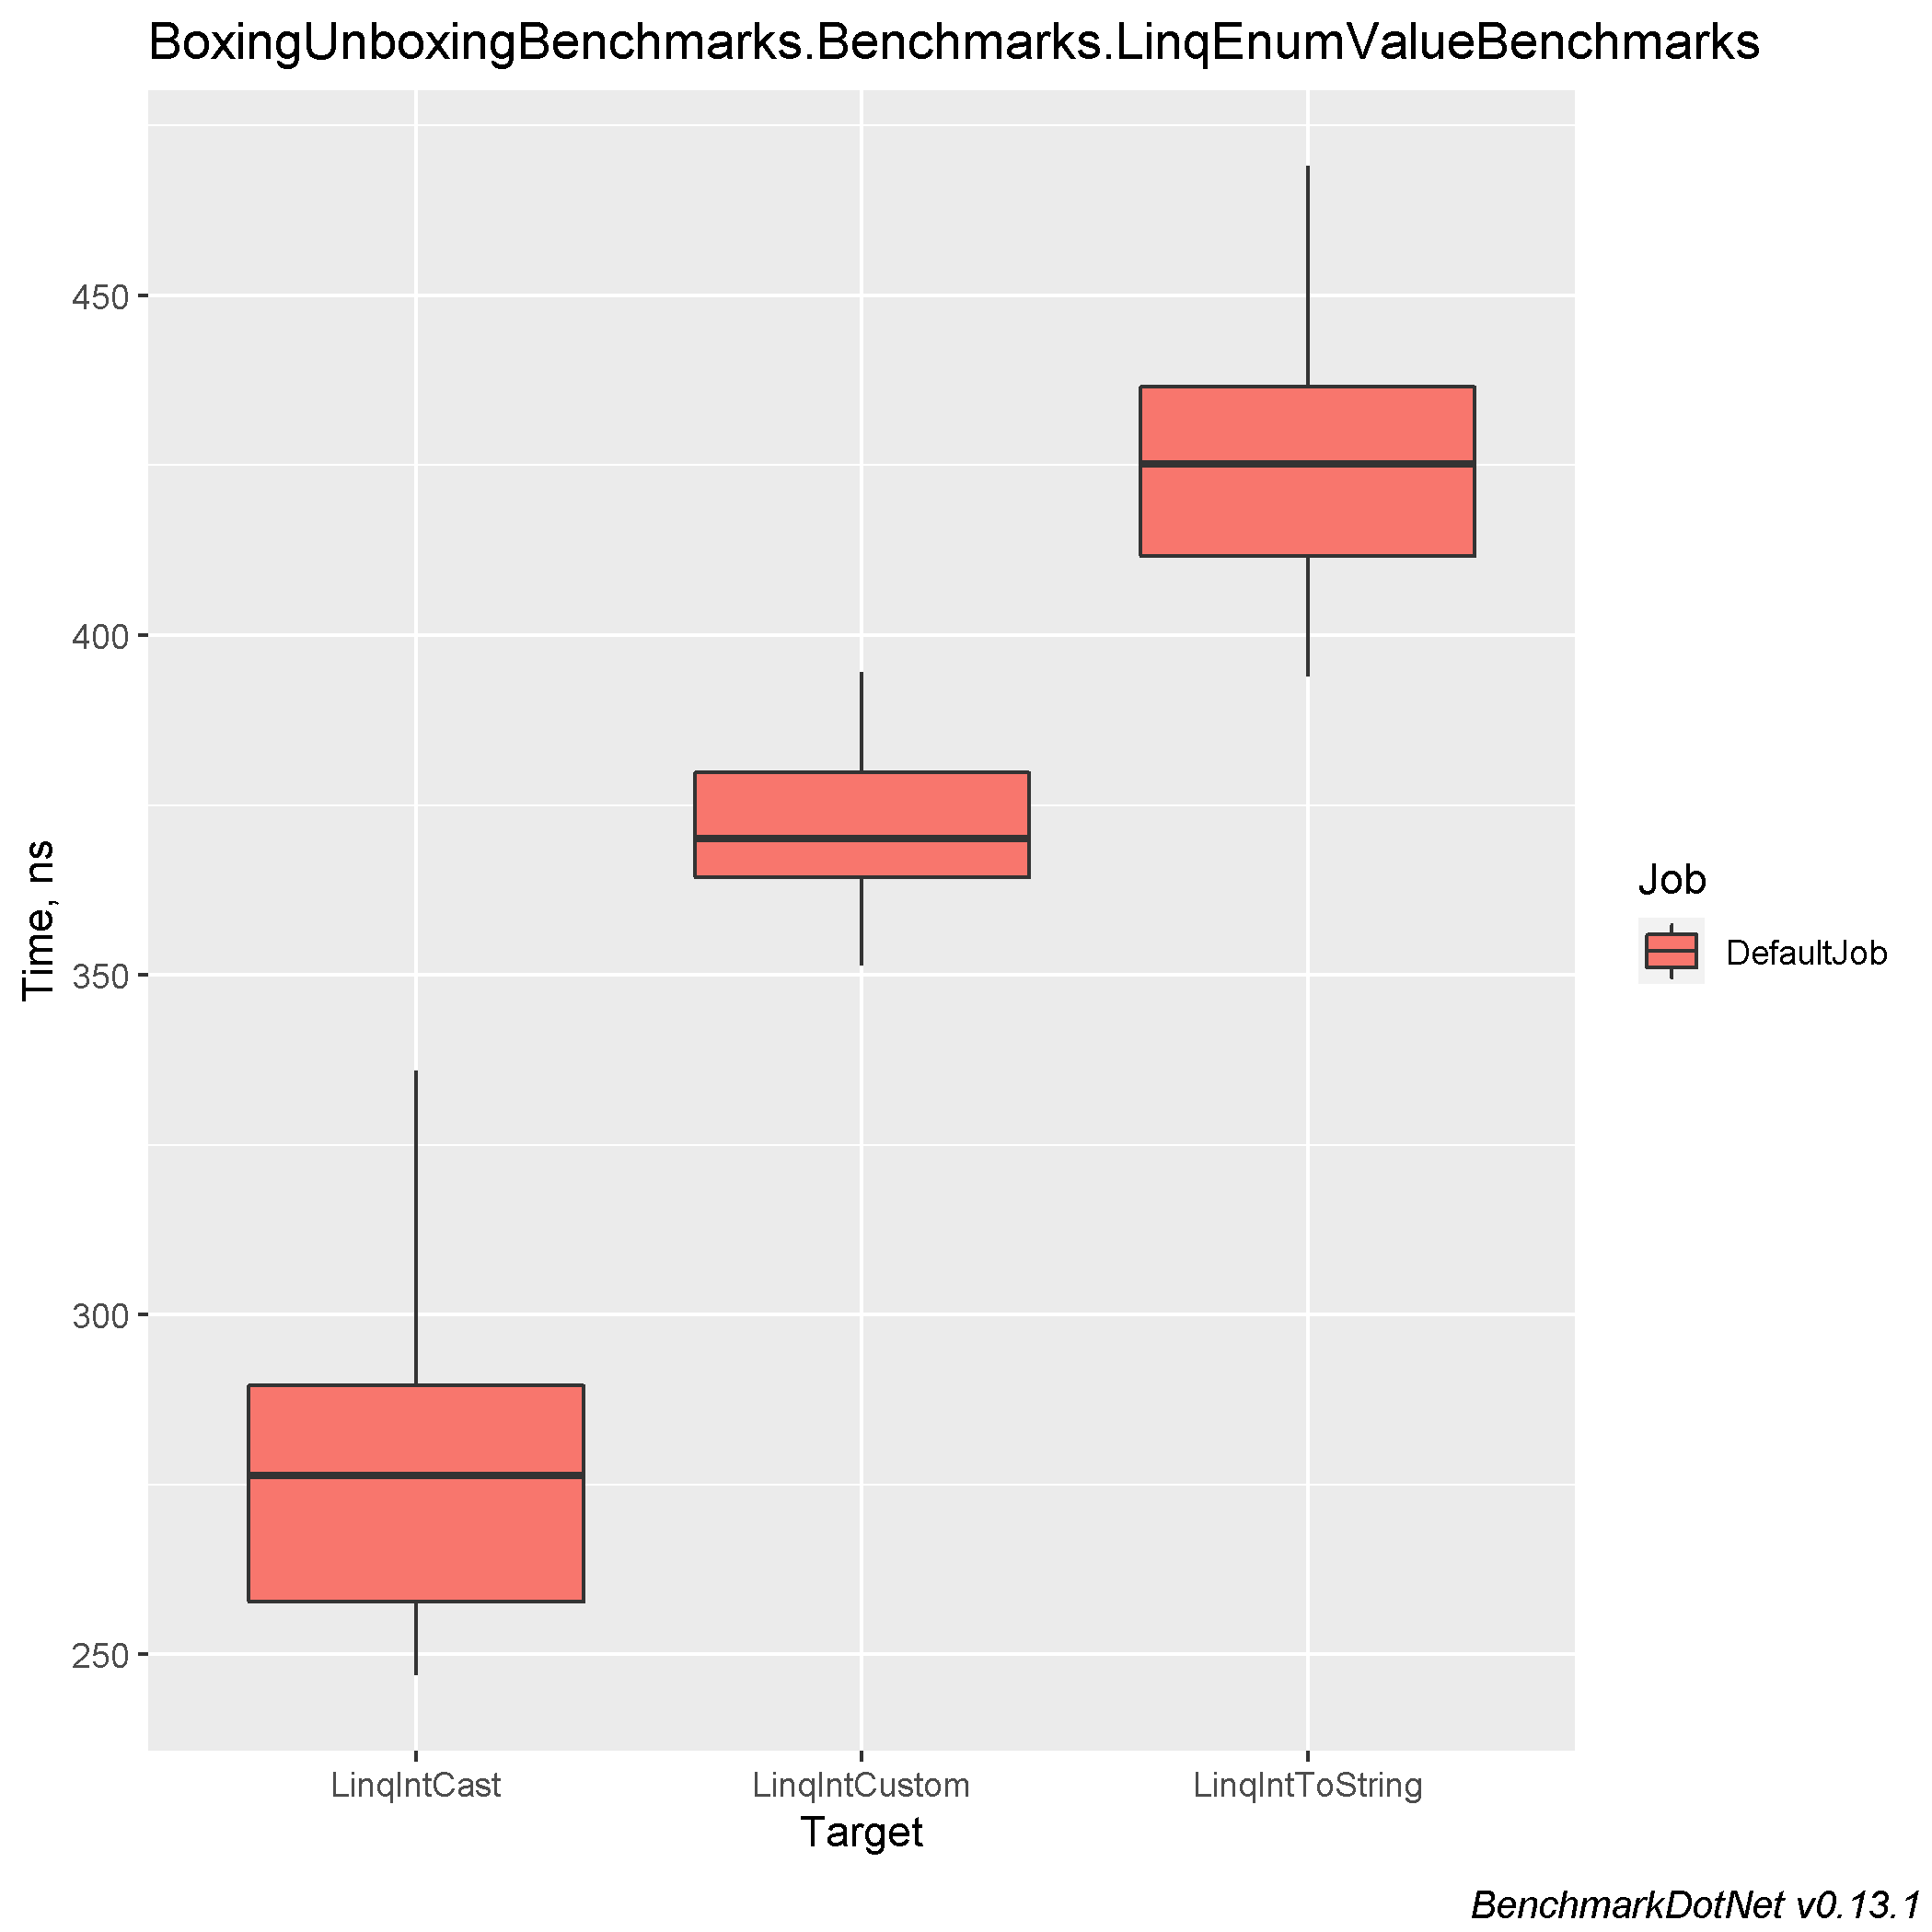 BoxingUnboxingBenchmarks.Benchmarks.LinqEnumValueBenchmarks
Time, ns
450
400
350
300
250
LinqIntCast
LinqIntCustom
LinqIntToString
Target
Job
DefaultJob
BenchmarkDotNet v0.13.1